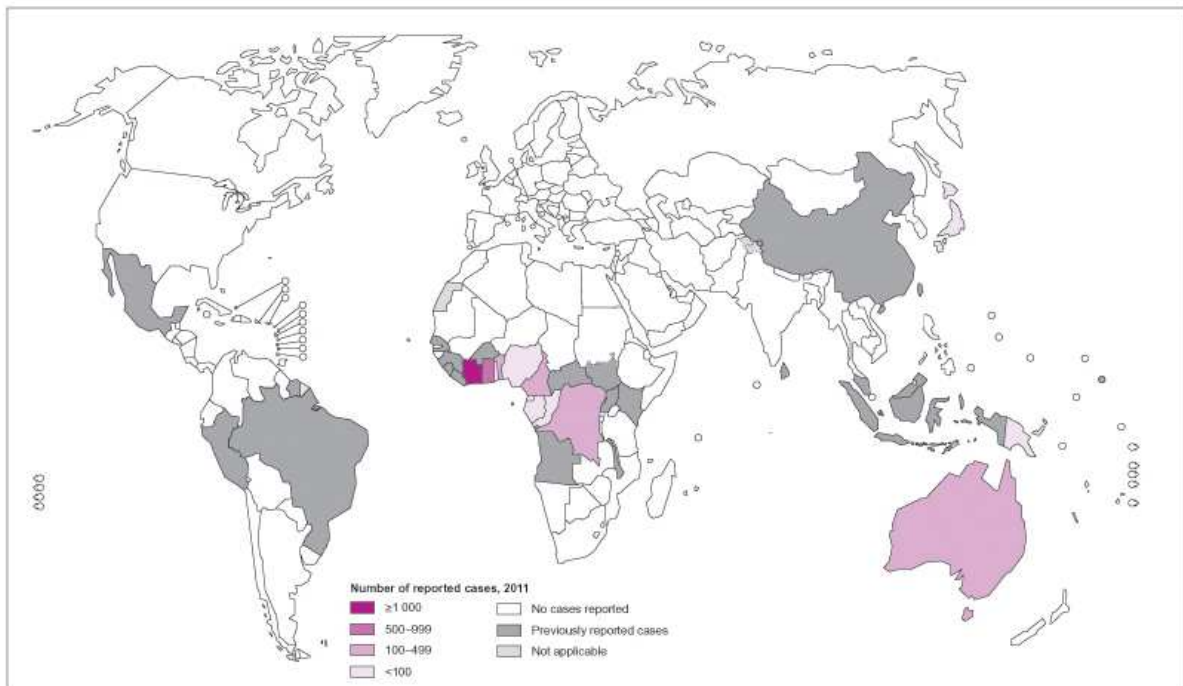 Number of reported cases, 2011
≥1 000
500–999
100–499
<100
No cases reported
Previously reported cases
Not applicable